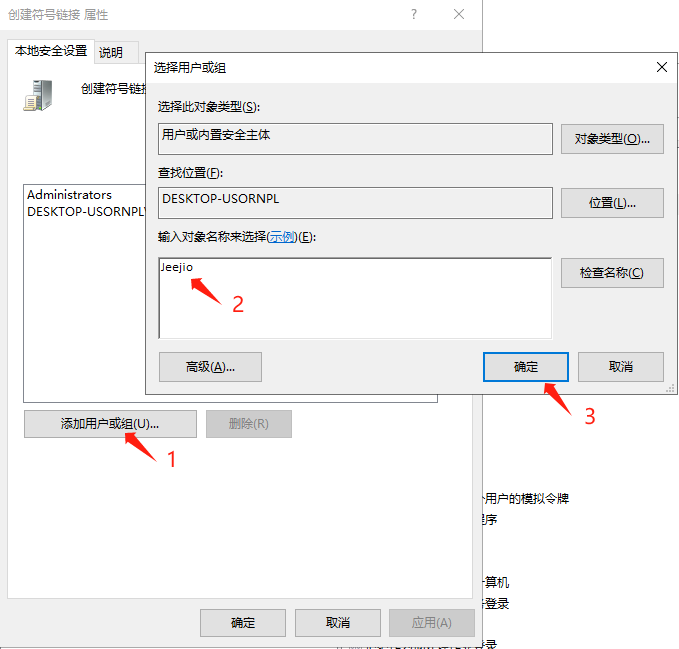 创建符号链接 属性
?
本地安全设置
说明
创建符号链接
Administrators
DESKTOP-USORNPL\
添加用户或组(U)...
删除(R)
1
选择用户或组
选择此对象类型(S):
用户或内置安全主体
对象类型(O)...
查找位置(F):
DESKTOP-USORNPL
位置(L)...
输入对象名称来选择(示例)(E):
Jeejio
检查名称(C)
2
高级(A)...
确定
取消
3
用户的模拟令牌
程序
计算机
登录
登录
确定
取消
应用(A)